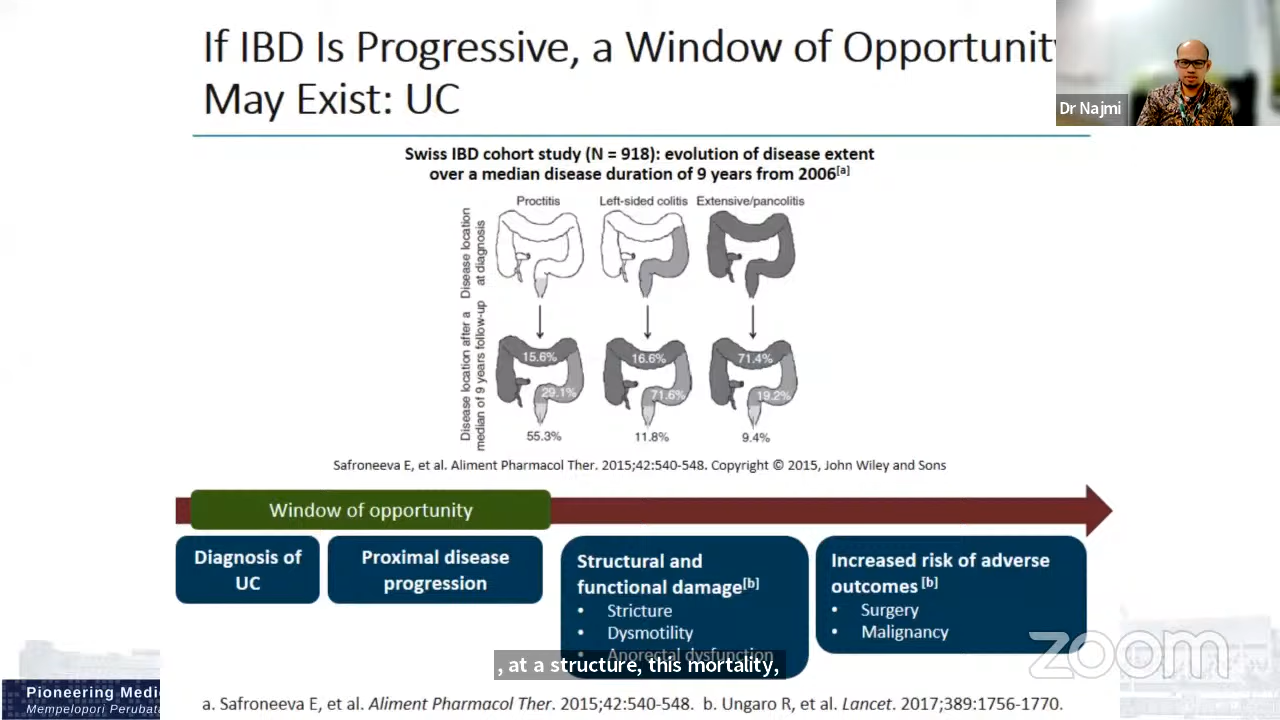 If IBD Is Progressive, a Window of Opportunit
May Exist: UC
Dr Najmi
Swiss IBD cohort study (N = 918): evolution of disease extent
over a median disease duration of 9 years from 2006[a]
Proctitis Left-sided colitis Extensive/pancolitis
Disease location
at diagnosis
Disease location after a
median of 9 years follow-up
15.6% 16.6% 71.4%
29.1% 71.6% 19.2%
55.3% 11.8% 9.4%
Safroneeva E, et al. Aliment Pharmacol Ther. 2015;42:540-548. Copyright © 2015, John Wiley and Sons
Window of opportunity
Diagnosis of
UC
Proximal disease
progression
Structural and
functional damage[b]
• Stricture
• Dysmotility
• Anorectal dysfunction
Increased risk of adverse
outcomes [b]
• Surgery
• Malignancy
zoom
, at a structure, this mortality,
Pioneering Medi
Mempelopori Perubata
a. Safroneeva E, et al. Aliment Pharmacol Ther. 2015;42:540-548. b. Ungaro R, et al. Lancet. 2017;389:1756-1770.